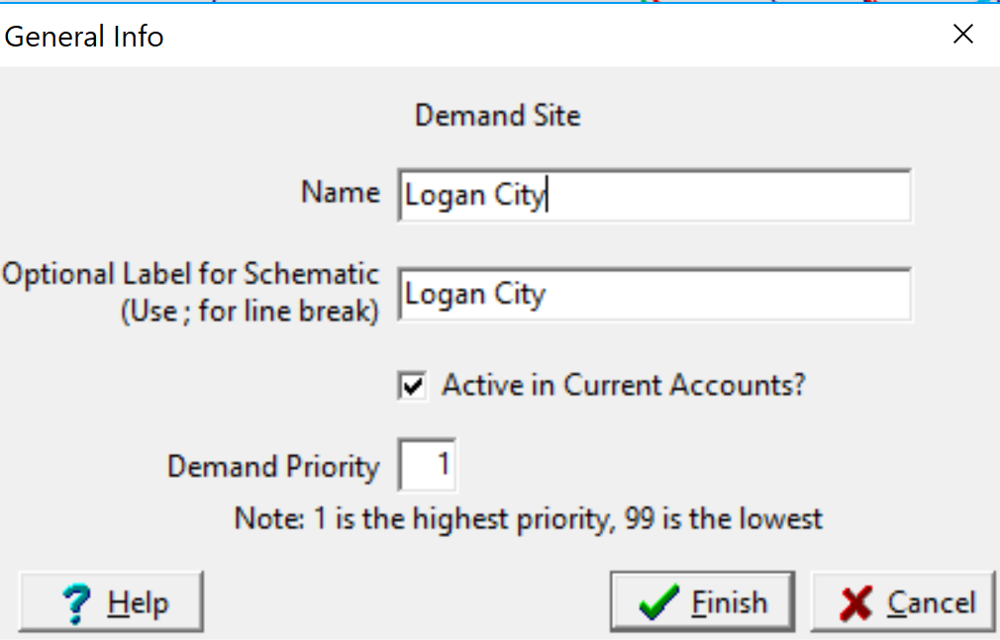 General Info
Demand Site
Name Logan City
Optional Label for Schematic
(Use ; for line break) Logan City
Active in Current Accounts?
Demand Priority 1
Note: 1 is the highest priority, 99 is the lowest
? Help Finish Cancel